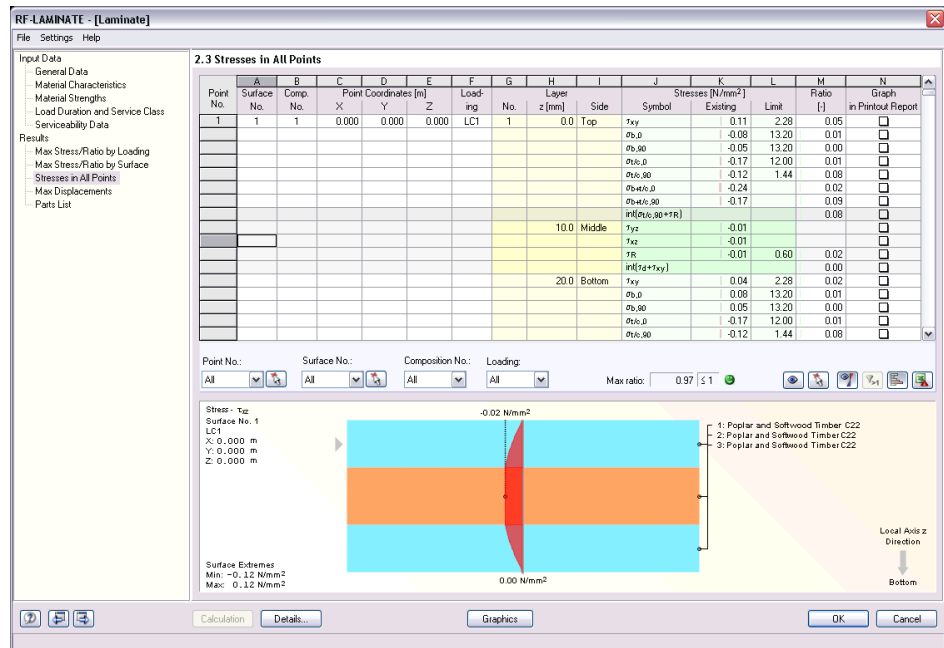 RF-LAMINATE - [Laminate]
File Settings Help
Input Data
General Data
Material Characteristics
Material Strengths
Load Duration and Service Class
Serviceability Data
Results
Max Stress/Ratio by Loading
Max Stress/Ratio by Surface
Stresses in All Points
Max Displacements
Parts List
2.3 Stresses in All Points
A B C D E F G H I J K L M N
Point Surface Comp. Point Coordinates [m] Load- Layer Stresses [N/mm²] Ratio Graph
No. No. No. X Y Z ing No. z [mm] Side Symbol Existing Limit [-] in Printout Report
1 1 1 0.000 0.000 0.000 LC1 1 0.0 Top τxy 0.11 2.28 0.05
σb,0 -0.08 13.20 0.01
σb,90 -0.05 13.20 0.00
σt/c,0 -0.17 12.00 0.01
σt/c,90 -0.12 1.44 0.08
σb+t/c,0 -0.24 0.02
σb+t/c,90 -0.17 0.09
int(σt/c,90+τR) 0.08
10.0 Middle τyz -0.01
τxz -0.01
τR -0.01 0.60 0.02
int(τd+τxy) 0.00
20.0 Bottom τxy 0.04 2.28 0.02
σb,0 0.08 13.20 0.01
σb,90 0.05 13.20 0.00
σt/c,0 -0.17 12.00 0.01
σt/c,90 -0.12 1.44 0.08
Point No.: Surface No.: Composition No.: Loading:
All All All All Max ratio: 0.97 ≤ 1
Stress - τxz
Surface No. 1
LC1
X: 0.000 m
Y: 0.000 m
Z: 0.000 m
-0.02 N/mm²
1: Poplar and Softwood Timber C22
2: Poplar and Softwood Timber C22
3: Poplar and Softwood Timber C22
Local Axis z
Direction
Bottom
Surface Extremes
Min: -0.12 N/mm²
Max: 0.12 N/mm²
0.00 N/mm²
Calculation Details... Graphics OK Cancel